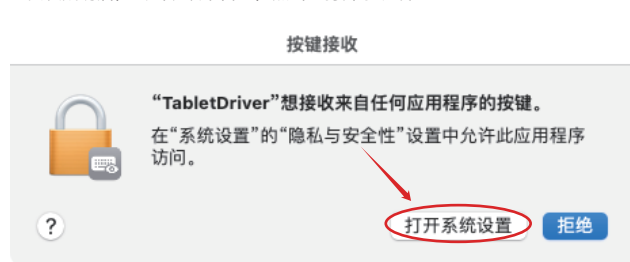 按键接收
“TabletDriver”想接收来自任何应用程序的按键。
在“系统设置”的“隐私与安全性”设置中允许此应用程序
访问。
?
打开系统设置
拒绝